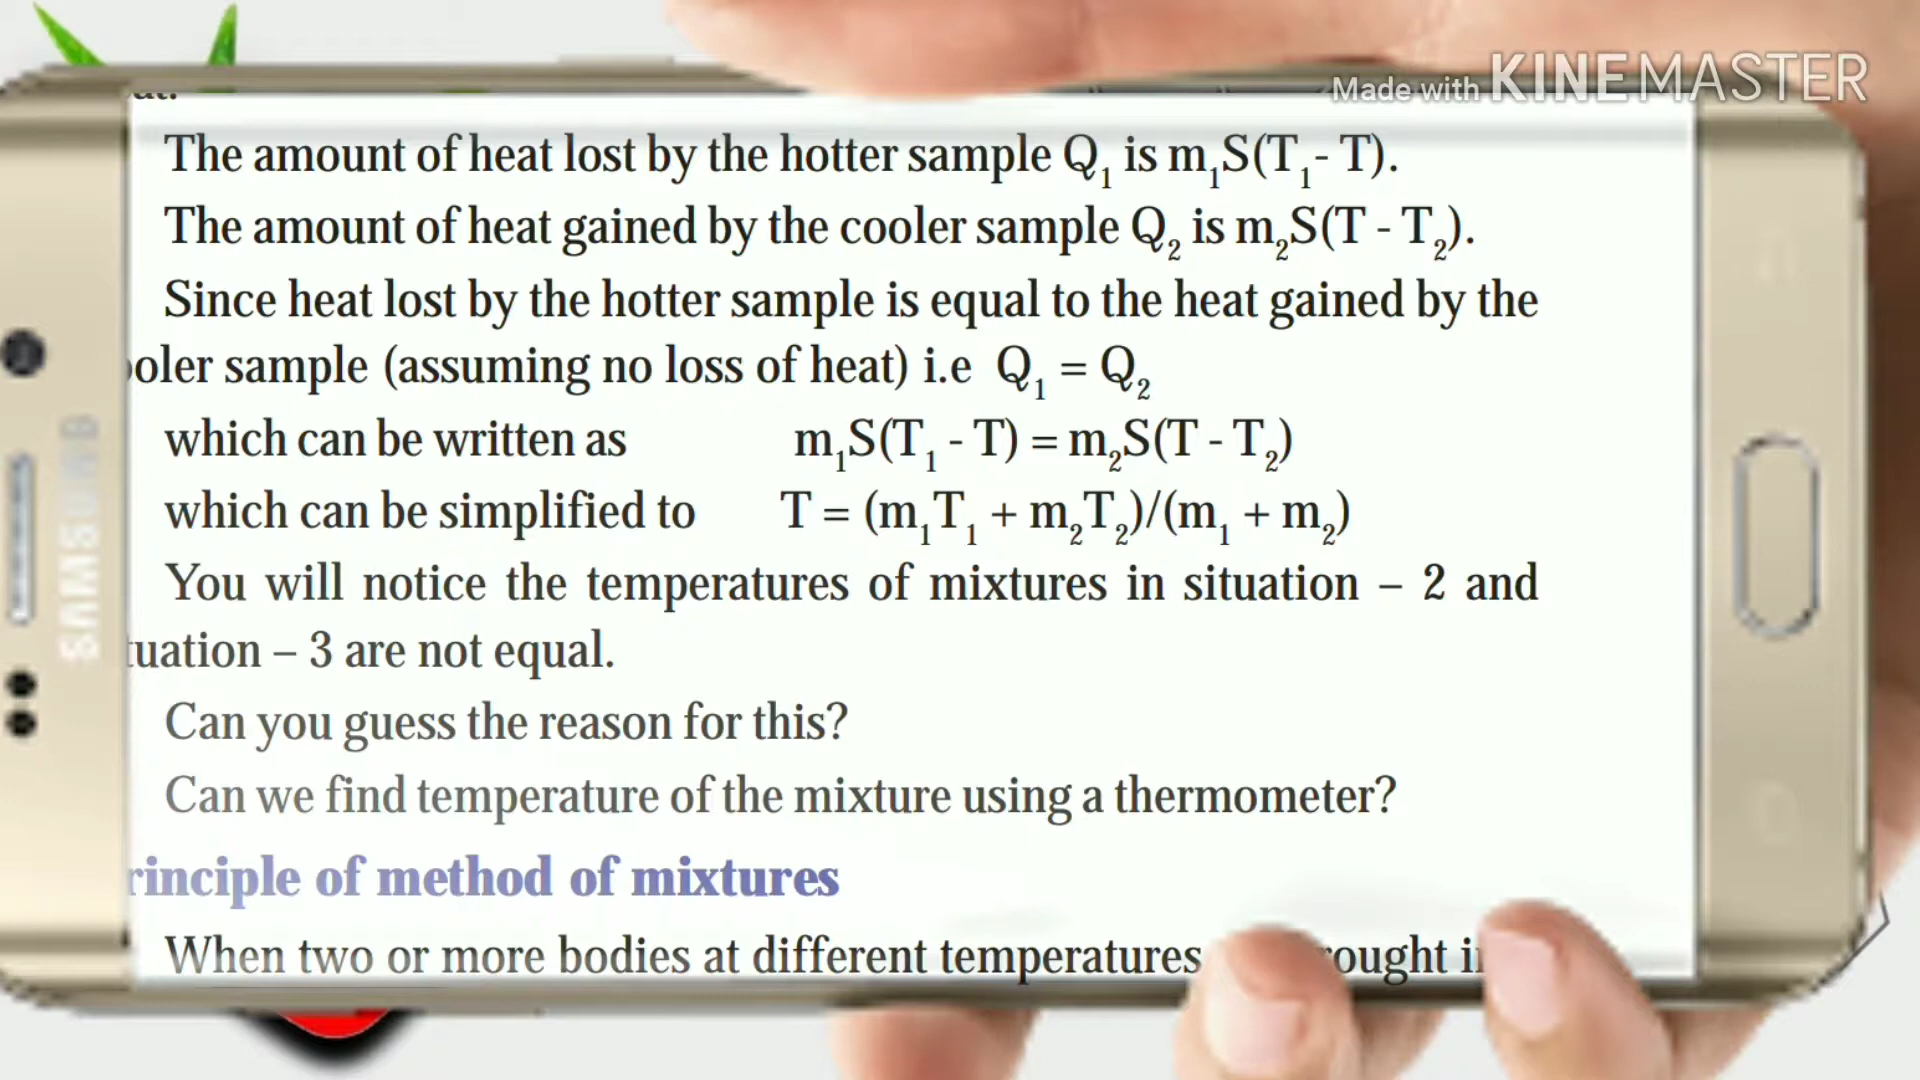 Made with KINEMASTER
The amount of heat lost by the hotter sample Q₁ is m₁S(T₁- T).
The amount of heat gained by the cooler sample Q₂ is m₂S(T - T₂).
Since heat lost by the hotter sample is equal to the heat gained by the
oler sample (assuming no loss of heat) i.e Q₁ = Q₂
which can be written as m₁S(T₁ - T) = m₂S(T - T₂)
which can be simplified to T = (m₁T₁ + m₂T₂)/(m₁ + m₂)
You will notice the temperatures of mixtures in situation – 2 and
tuation – 3 are not equal.
Can you guess the reason for this?
Can we find temperature of the mixture using a thermometer?
rinciple of method of mixtures
When two or more bodies at different temperatures rought i
SAMSUNG